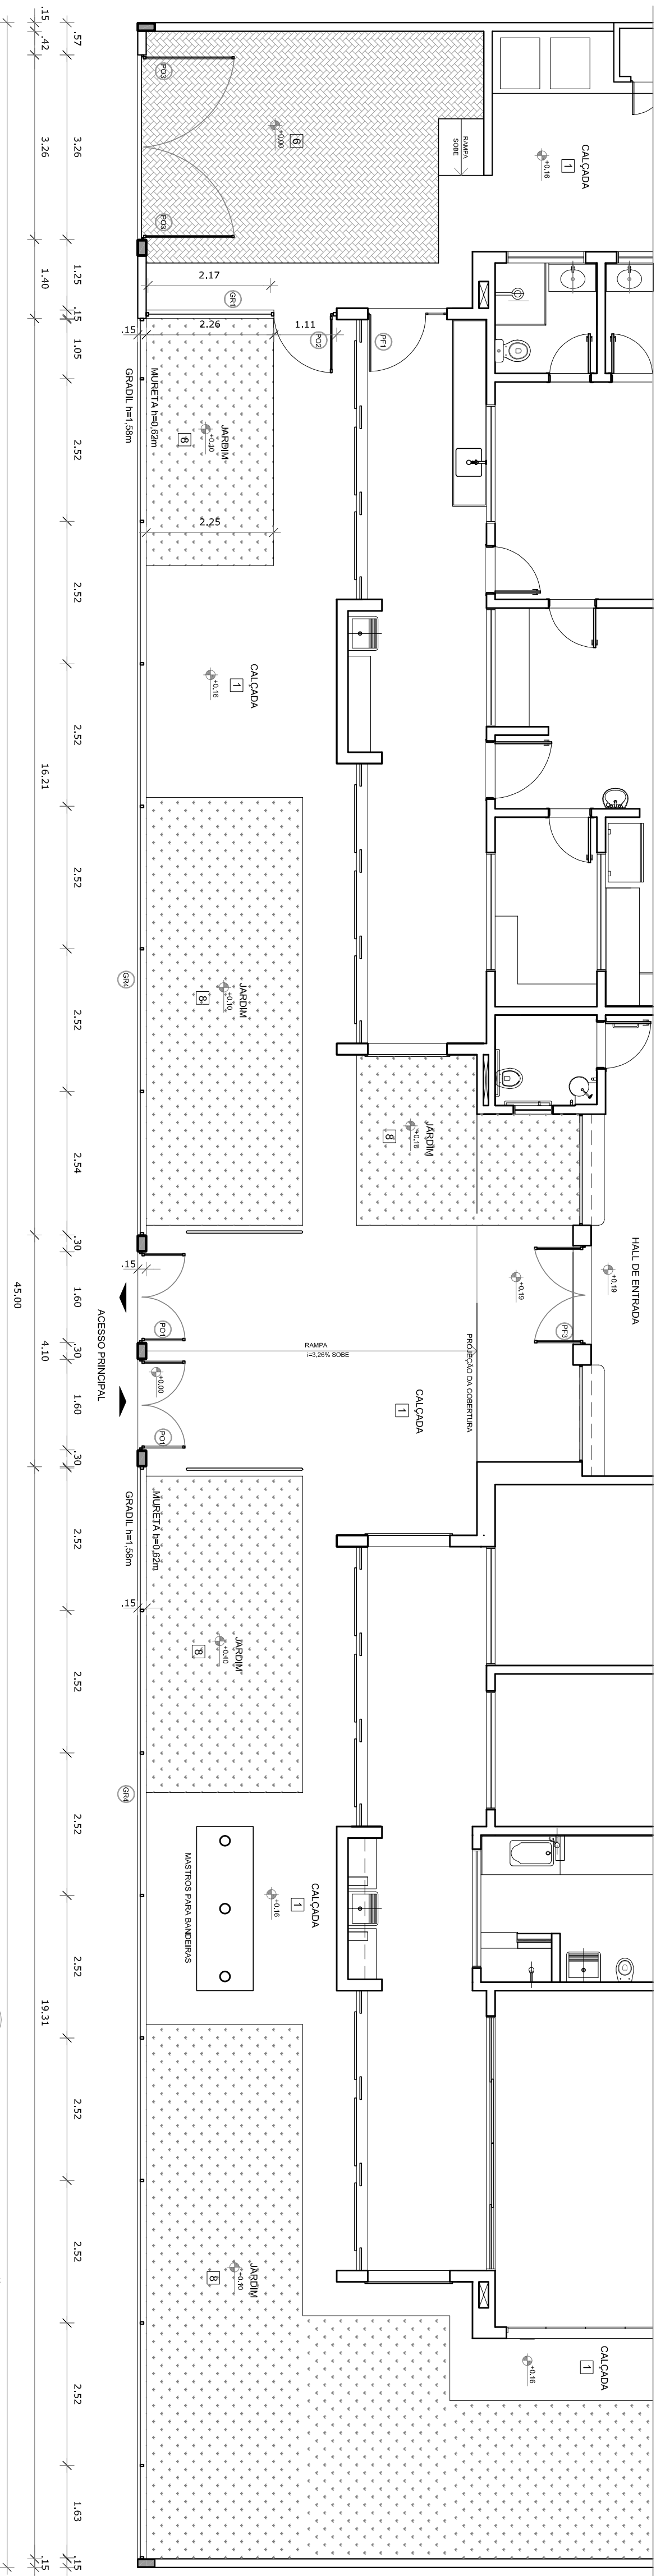 .15
.42
3.26
1.40
16.21
4.10
19.31
.15
45.00
.57
3.26
1.25
.15
1.05
2.52
2.52
2.52
2.52
2.52
2.54
.30
1.60
.30
1.60
.30
2.52
2.52
2.52
2.52
2.52
2.52
2.52
1.63
.15
PO3
PO3
6
+0,00
RAMPA
SOBE
CALÇADA
1
+0,16
2.17
GR1
2.26
1.11
.15
PO2
PF1
MURETA h=0,62m
GRADIL h=1,58m
JARDIM
+0,10
8
2.25
CALÇADA
1
+0,16
JARDIM
+0,10
8
GR4
JARDIM
+0,16
8
HALL DE ENTRADA
+0,19
+0,19
PF3
.15
PO1
PO1
+0,00
ACESSO PRINCIPAL
RAMPA
i=3,26% SOBE
PROJEÇÃO DA COBERTURA
CALÇADA
1
MURETA h=0,62m
GRADIL h=1,58m
.15
JARDIM
+0,10
8
GR4
MASTROS PARA BANDEIRAS
CALÇADA
1
+0,16
JARDIM
+0,10
8
CALÇADA
1
+0,16